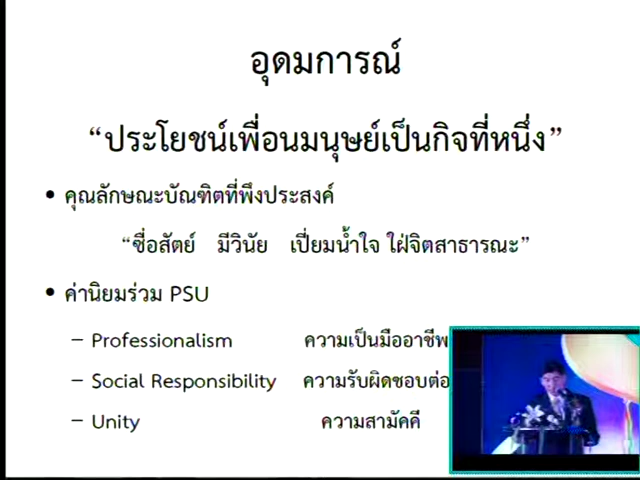 อุดมการณ์
“ประโยชน์เพื่อนมนุษย์เป็นกิจที่หนึ่ง”
• คุณลักษณะบัณฑิตที่พึงประสงค์
“ซื่อสัตย์ มีวินัย เปี่ยมน้ำใจ ใฝ่จิตสาธารณะ”
• ค่านิยมร่วม PSU
– Professionalism ความเป็นมืออาชีพ
– Social Responsibility ความรับผิดชอบต่อ
– Unity ความสามัคคี